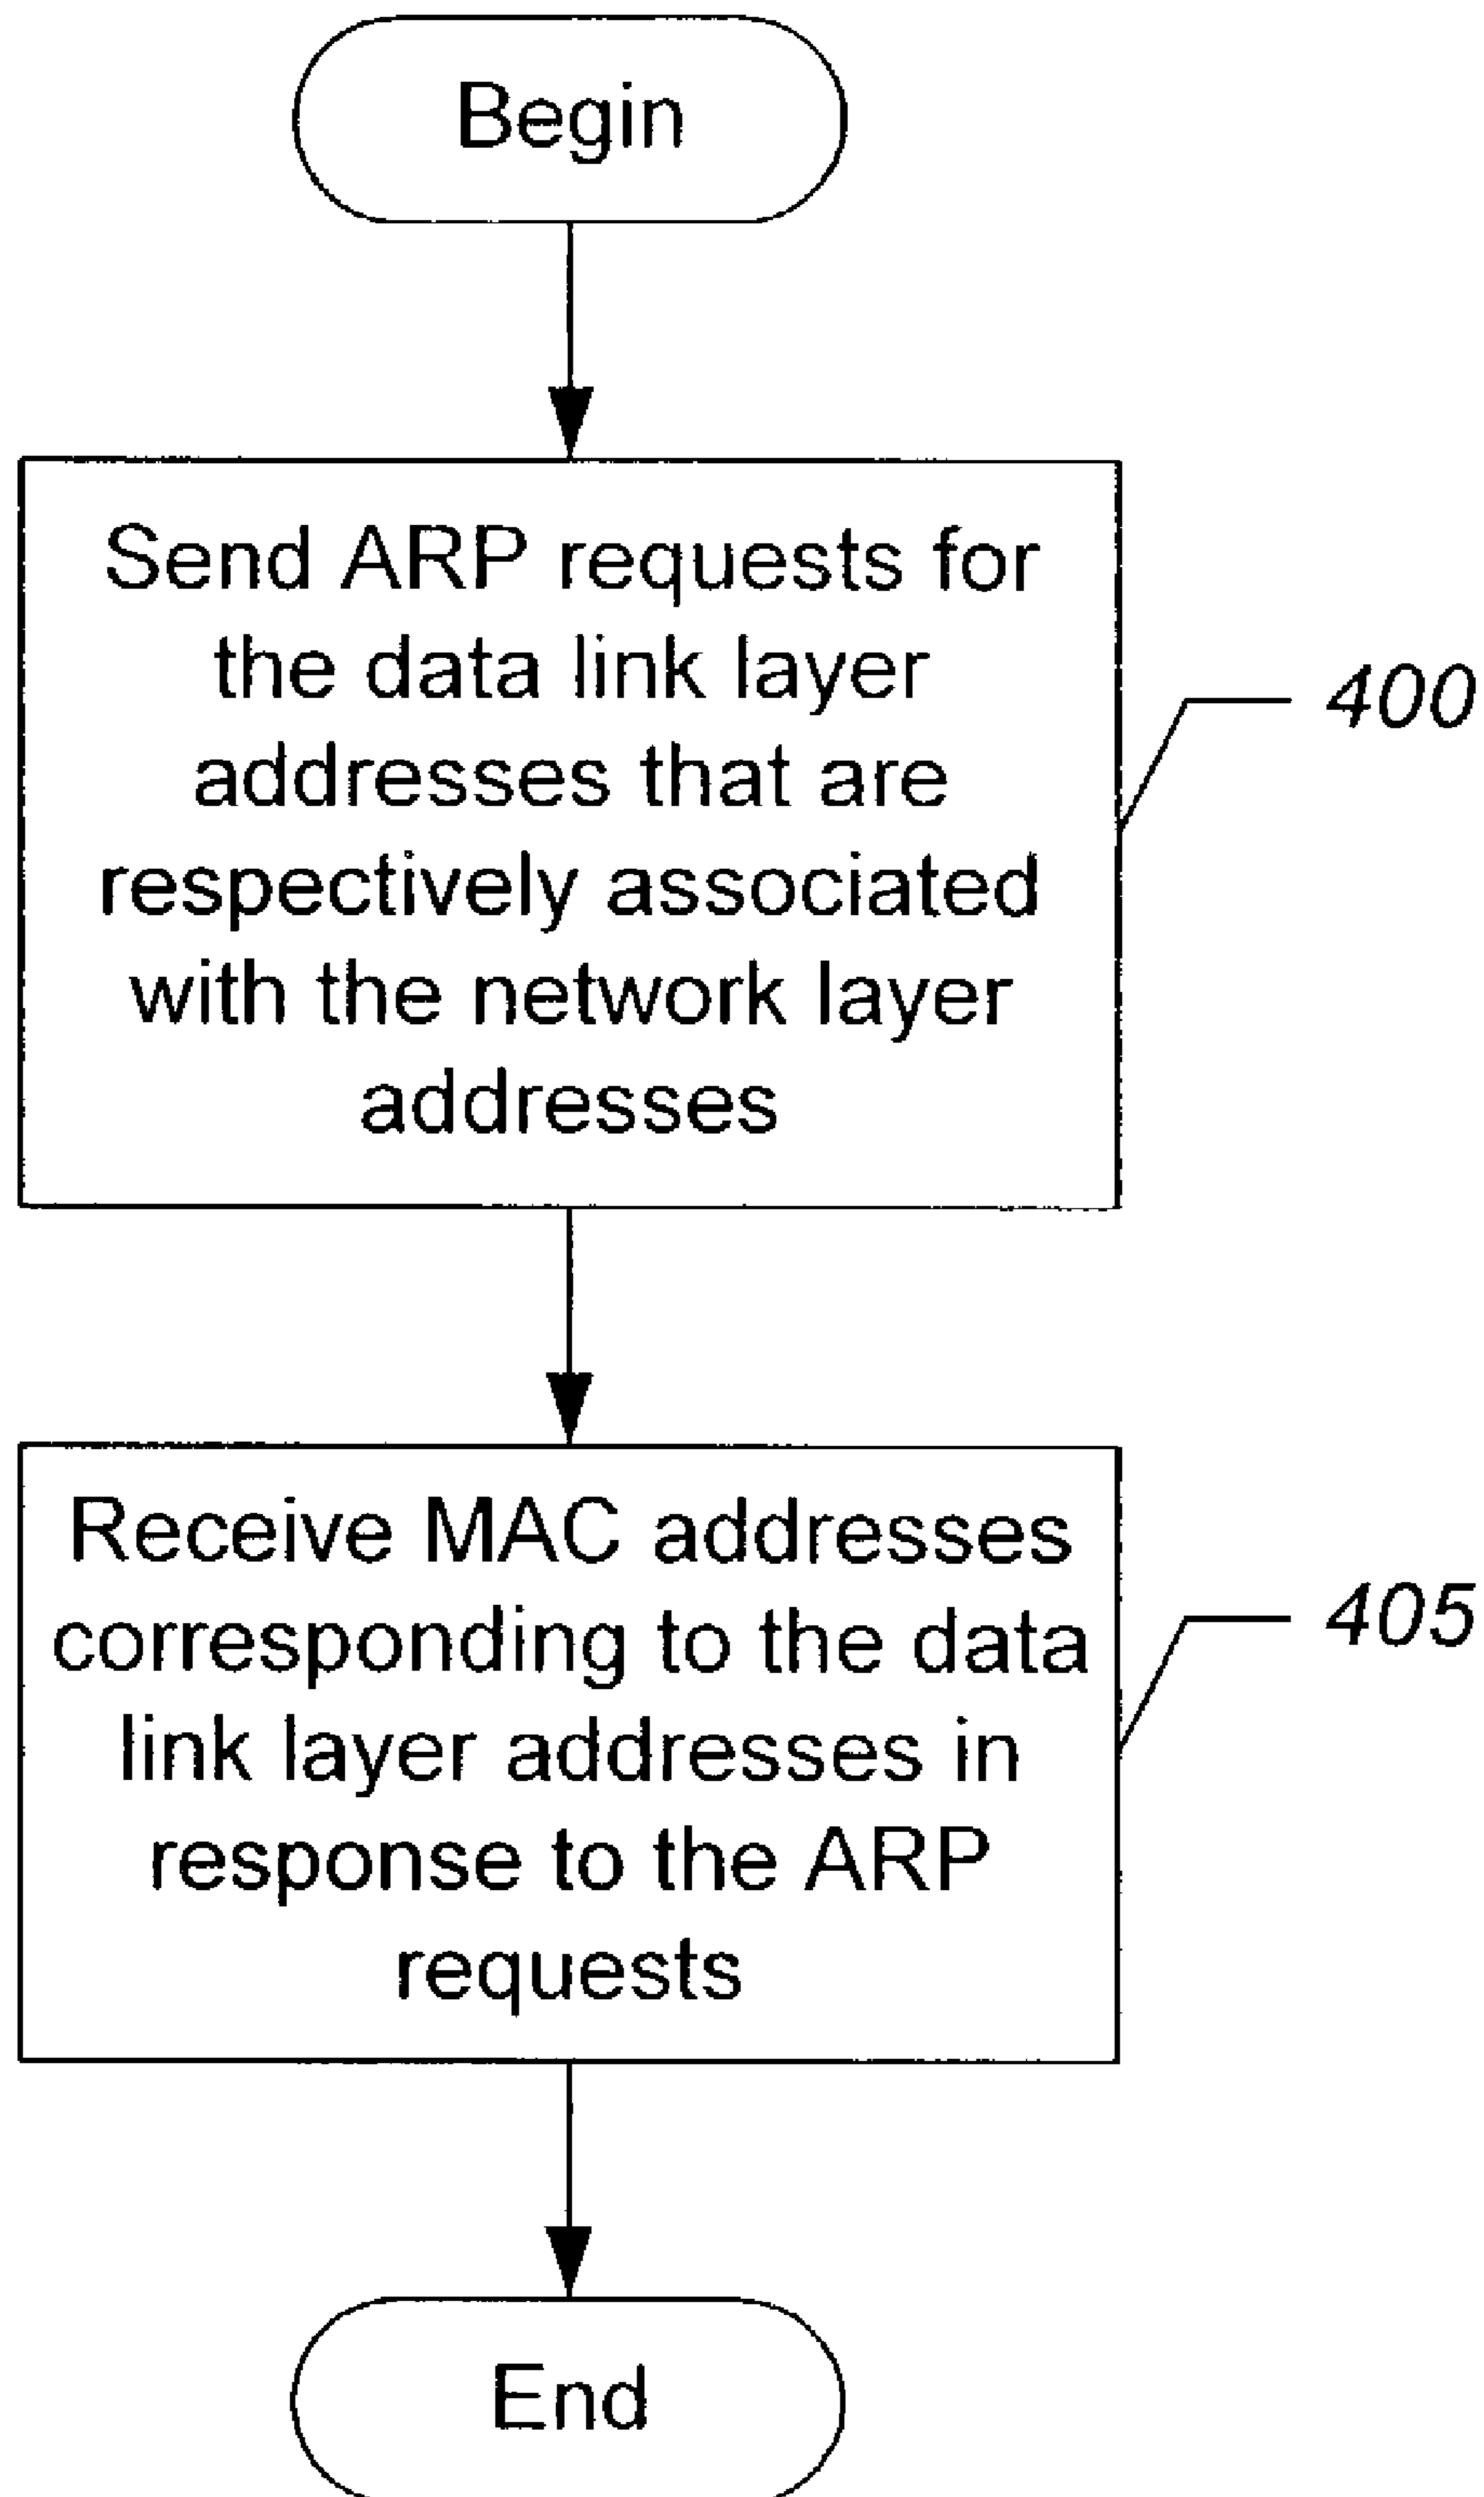 Begin
Send ARP requests for
the data link layer
addresses that are
respectively associated
with the network layer
addresses
400
Receive MAC addresses
corresponding to the data
link layer addresses in
response to the ARP
requests
405
End